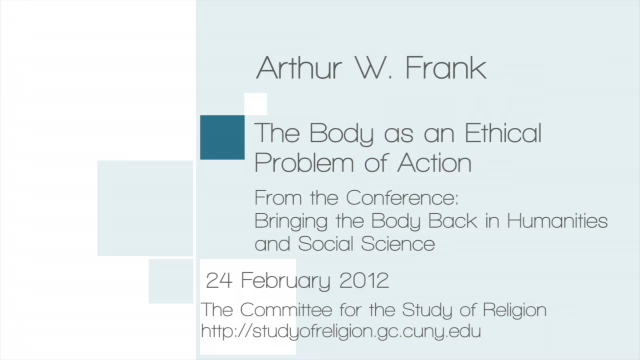 Arthur W. Frank
The Body as an Ethical
Problem of Action
From the Conference:
Bringing the Body Back in Humanities
and Social Science
24 February 2012
The Committee for the Study of Religion
http://studyofreligion.gc.cuny.edu